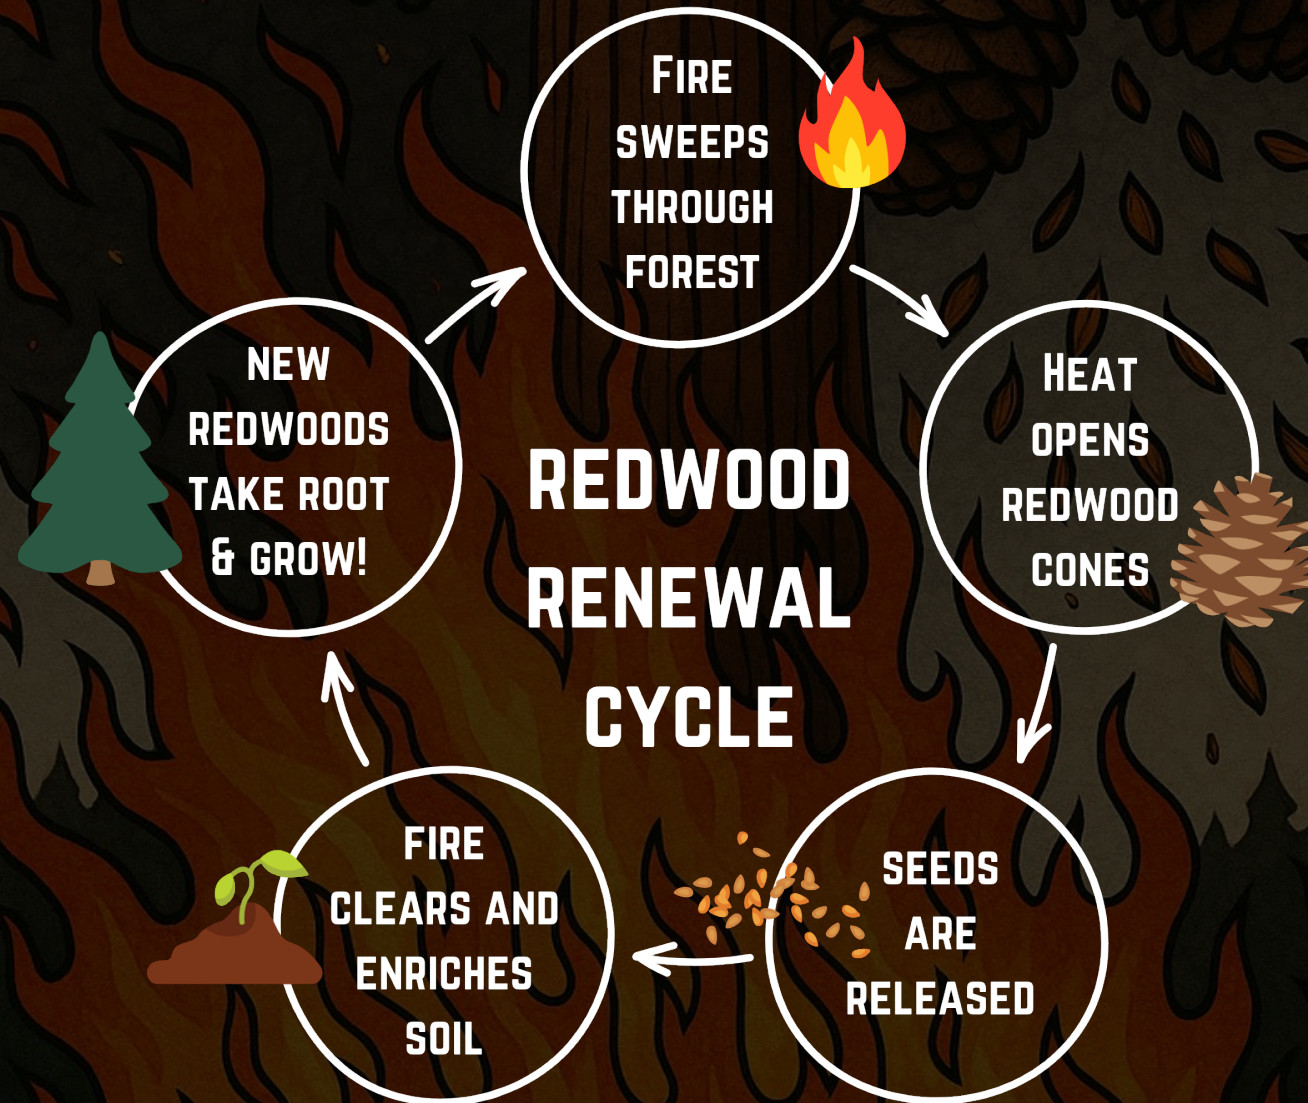 Fire
sweeps
through
forest
Heat
opens
redwood
cones
seeds
are
released
fire
clears and
enriches
soil
new
redwoods
take root
& grow!
REDWOOD
RENEWAL
CYCLE